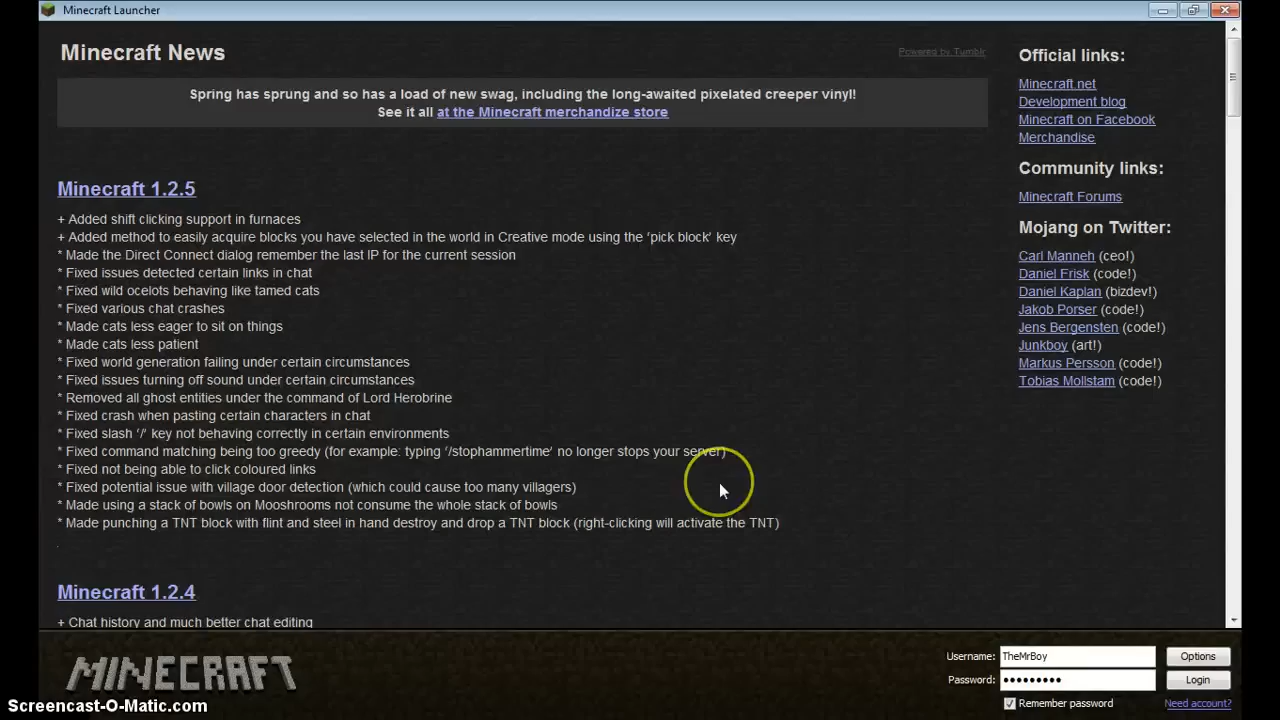 Minecraft Launcher
Minecraft News
Powered by Tumblr
Spring has sprung and so has a load of new swag, including the long-awaited pixelated creeper vinyl!
See it all at the Minecraft merchandize store
Minecraft 1.2.5
+ Added shift clicking support in furnaces
+ Added method to easily acquire blocks you have selected in the world in Creative mode using the ‘pick block’ key
* Made the Direct Connect dialog remember the last IP for the current session
* Fixed issues detected certain links in chat
* Fixed wild ocelots behaving like tamed cats
* Fixed various chat crashes
* Made cats less eager to sit on things
* Made cats less patient
* Fixed world generation failing under certain circumstances
* Fixed issues turning off sound under certain circumstances
* Removed all ghost entities under the command of Lord Herobrine
* Fixed crash when pasting certain characters in chat
* Fixed slash ‘/’ key not behaving correctly in certain environments
* Fixed command matching being too greedy (for example: typing ‘/stophammertime’ no longer stops your server)
* Fixed not being able to click coloured links
* Fixed potential issue with village door detection (which could cause too many villagers)
* Made using a stack of bowls on Mooshrooms not consume the whole stack of bowls
* Made punching a TNT block with flint and steel in hand destroy and drop a TNT block (right-clicking will activate the TNT)
.
Minecraft 1.2.4
+ Chat history and much better chat editing
Official links:
Minecraft.net
Development blog
Minecraft on Facebook
Merchandise
Community links:
Minecraft Forums
Mojang on Twitter:
Carl Manneh (ceo!)
Daniel Frisk (code!)
Daniel Kaplan (bizdev!)
Jakob Porser (code!)
Jens Bergensten (code!)
Junkboy (art!)
Markus Persson (code!)
Tobias Mollstam (code!)
MINECRAFT
Username: TheMrBoy Options
Password: ●●●●●●●●● Login
Remember password Need account?
Screencast-O-Matic.com